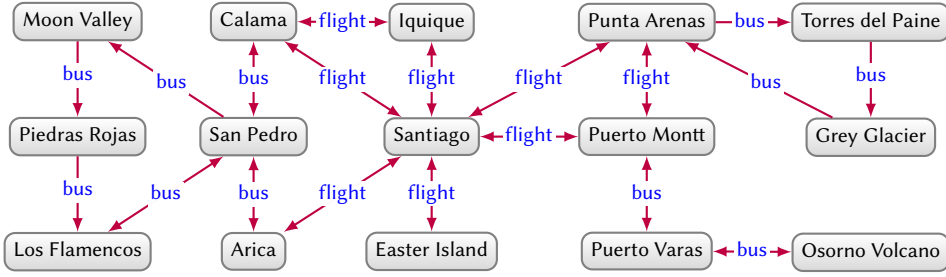 Moon Valley
Calama
flight
Iquique
Punta Arenas
bus
Torres del Paine
bus
bus
bus
flight
flight
flight
flight
bus
bus
Piedras Rojas
San Pedro
Santiago
flight
Puerto Montt
Grey Glacier
bus
bus
bus
flight
flight
bus
Los Flamencos
Arica
Easter Island
Puerto Varas
bus
Osorno Volcano